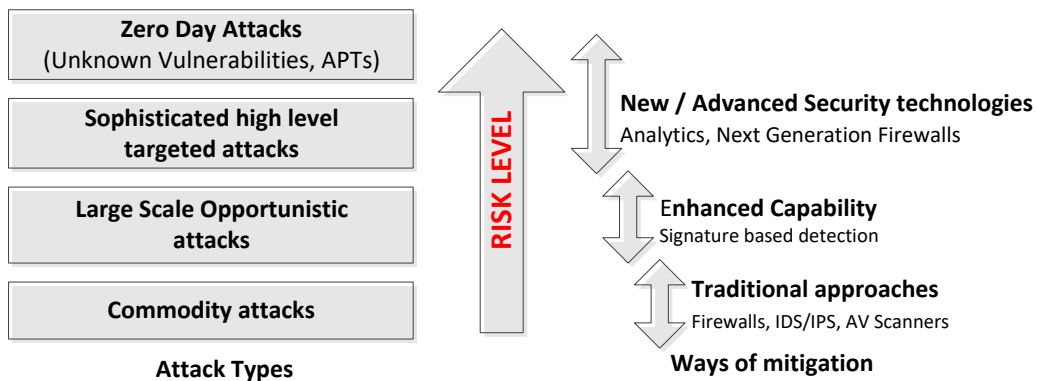 Zero Day Attacks
(Unknown Vulnerabilities, APTs)
Sophisticated high level
targeted attacks
Large Scale Opportunistic
attacks
Commodity attacks
Attack Types
RISK LEVEL
New / Advanced Security technologies
Analytics, Next Generation Firewalls
Enhanced Capability
Signature based detection
Traditional approaches
Firewalls, IDS/IPS, AV Scanners
Ways of mitigation